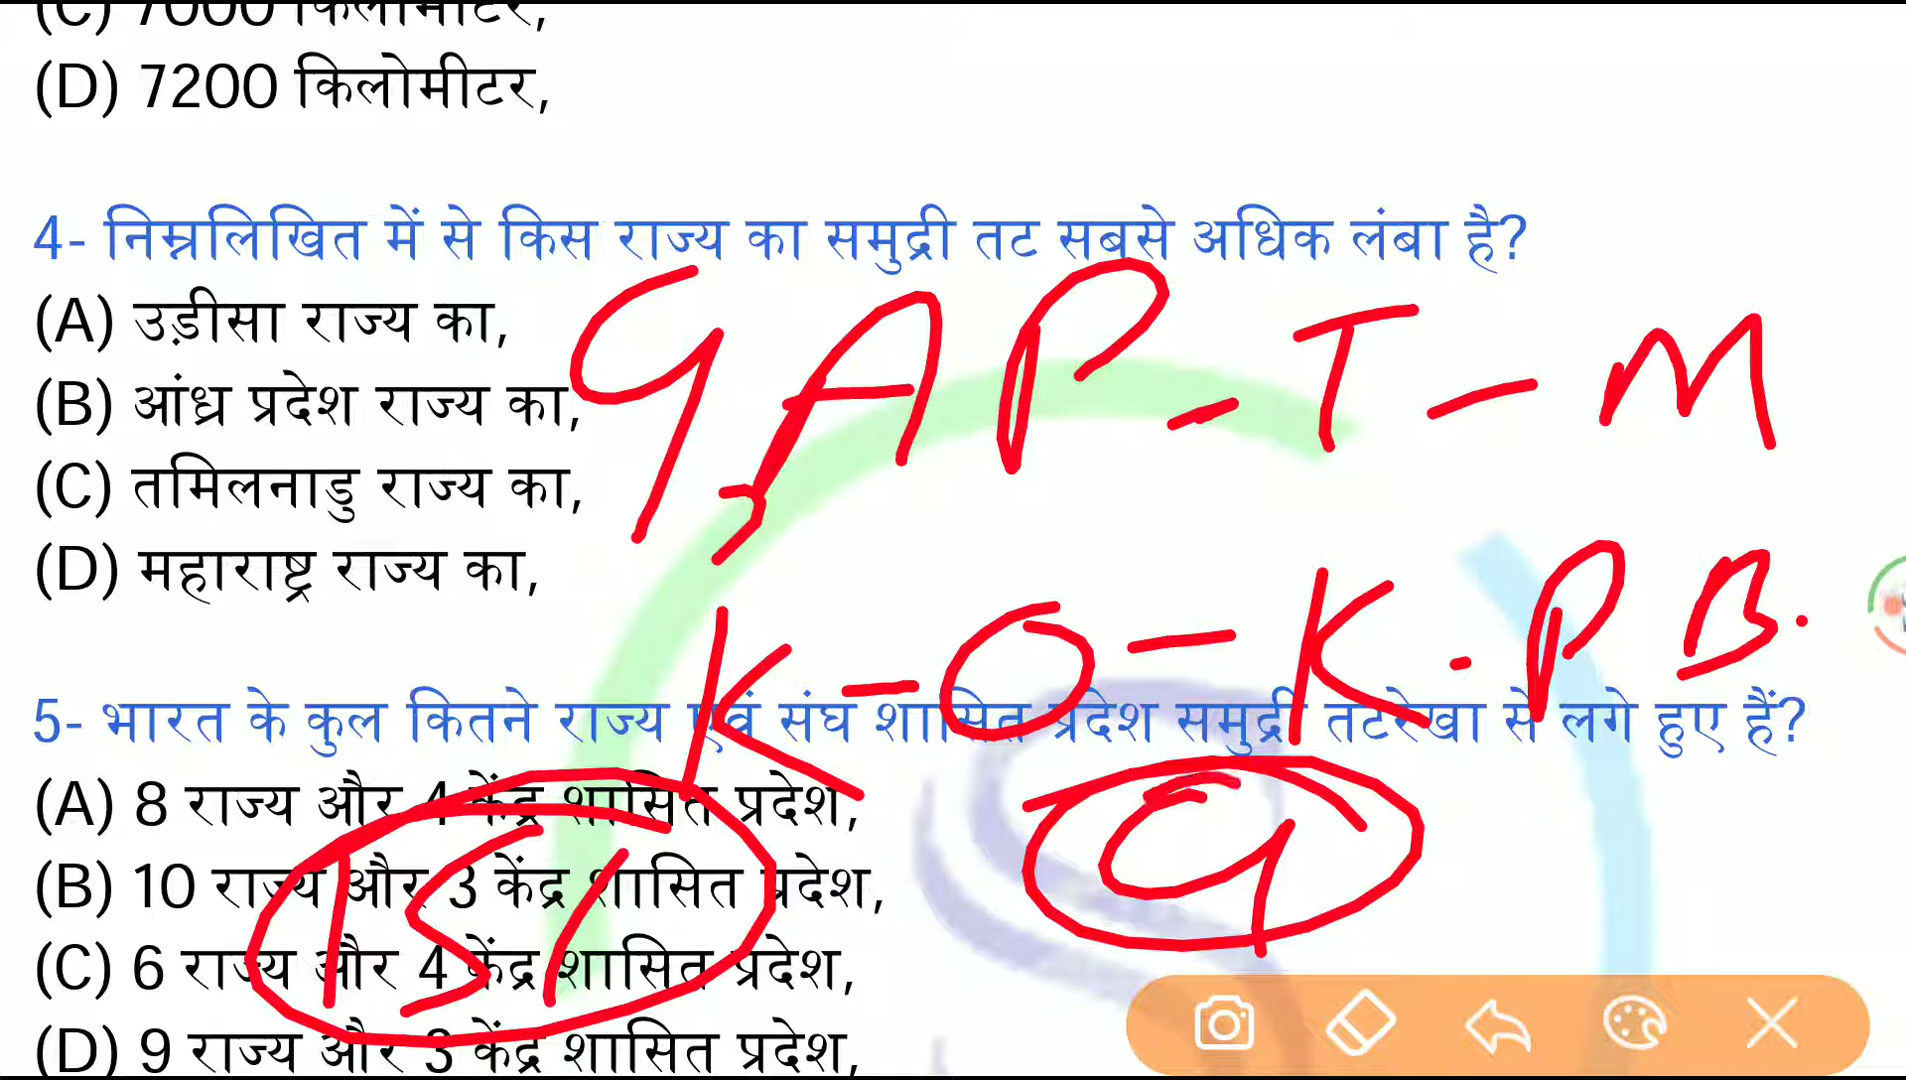 (C) 7000 किलोमीटर,
(D) 7200 किलोमीटर,
4- निम्नलिखित में से किस राज्य का समुद्री तट सबसे अधिक लंबा है?
(A) उड़ीसा राज्य का,
(B) आंध्र प्रदेश राज्य का,
(C) तमिलनाडु राज्य का,
(D) महाराष्ट्र राज्य का,
G, AP - T - M
K - O - K . P B .
5- भारत के कुल कितने राज्य एवं संघ शासित प्रदेश समुद्री तटरेखा से लगे हुए हैं?
(A) 8 राज्य और 4 केंद्र शासित प्रदेश,
(B) 10 राज्य और 3 केंद्र शासित प्रदेश,
(C) 6 राज्य और 4 केंद्र शासित प्रदेश,
(D) 9 राज्य और 3 केंद्र शासित प्रदेश,
9